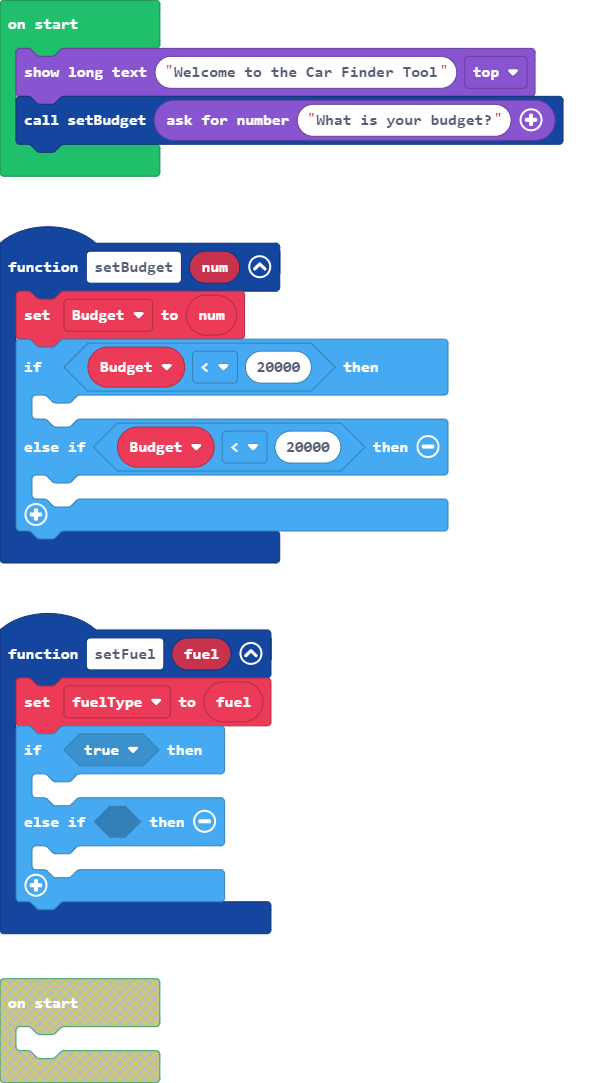 on start
show long text "Welcome to the Car Finder Tool" top
call setBudget ask for number "What is your budget?"
function setBudget num
set Budget to num
if Budget < 20000 then
else if Budget < 20000 then
function setFuel fuel
set fuelType to fuel
if true then
else if then
on start